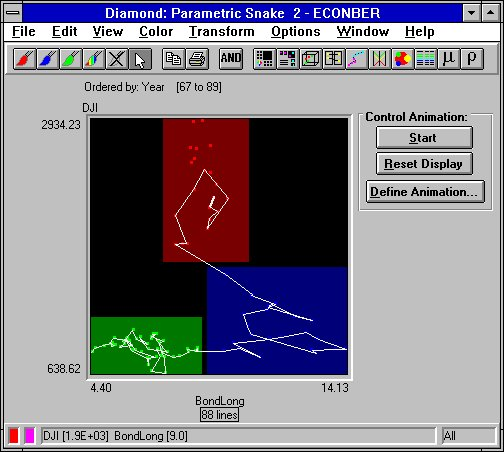 Diamond: Parametric Snake 2 - ECONBER
File Edit View Color Transform Options Window Help
AND μ ρ
Ordered by: Year [67 to 89]
DJI
2934.23
638.62
4.40 14.13
BondLong
88 lines
Control Animation:
Start
Reset Display
Define Animation...
DJI [1.9E+03] BondLong [9.0] All